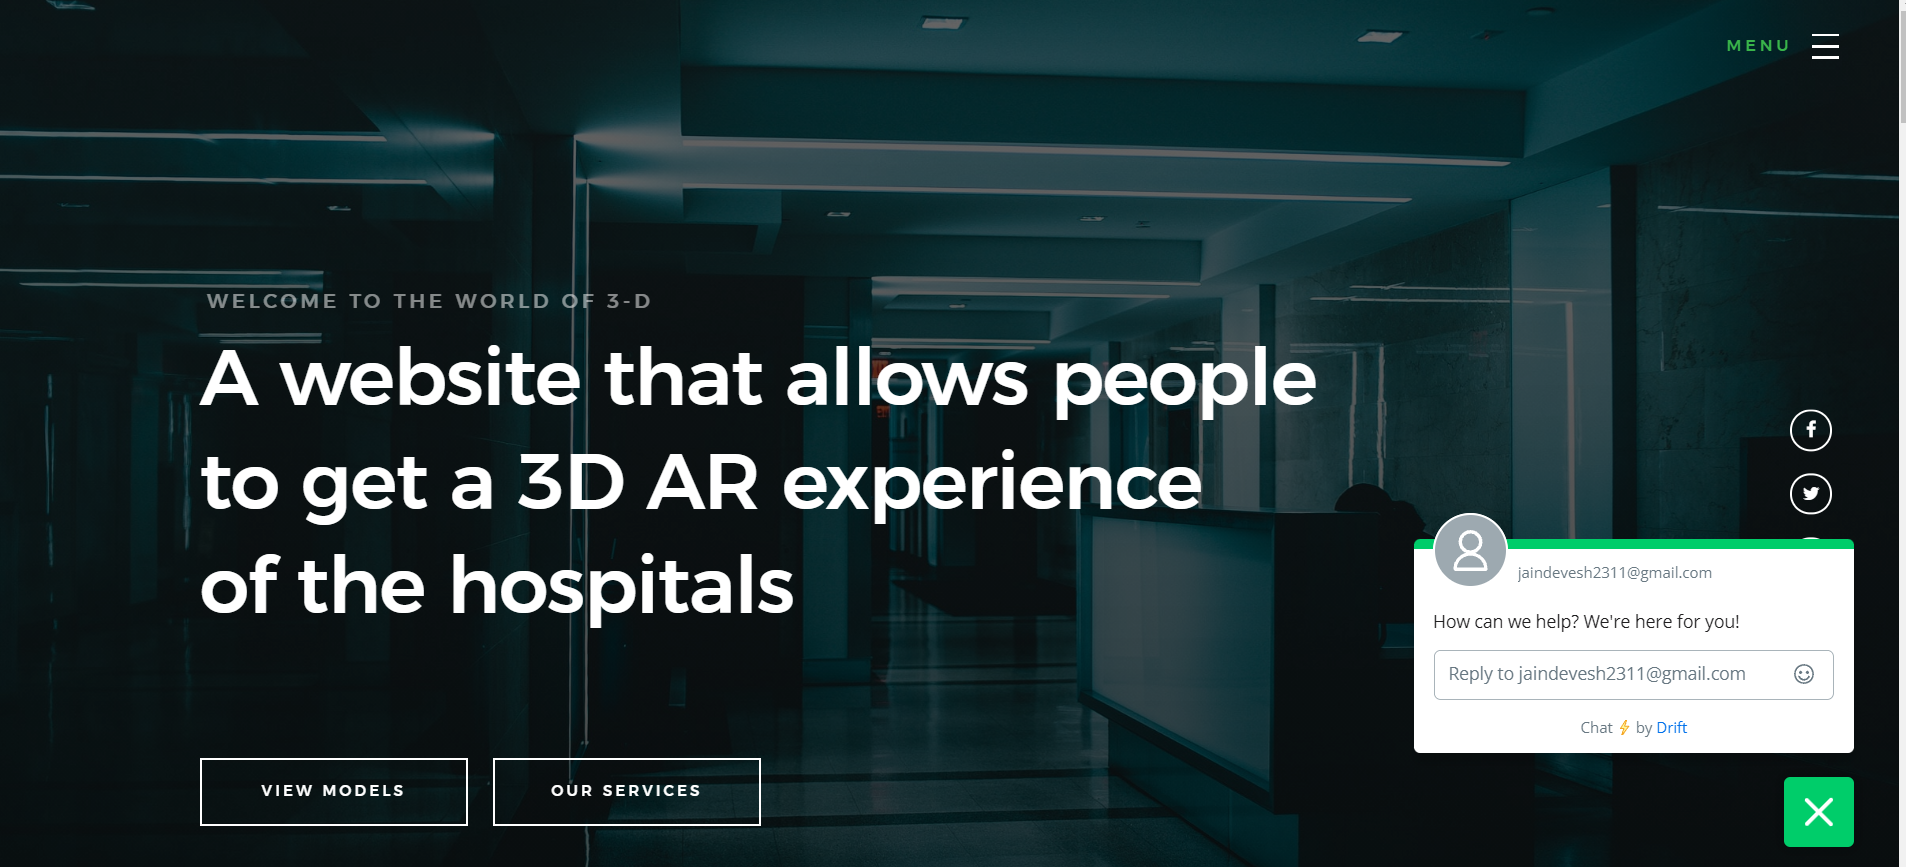 MENU
WELCOME TO THE WORLD OF 3-D
A website that allows people
to get a 3D AR experience
of the hospitals
VIEW MODELS
OUR SERVICES
jaindevesh2311@gmail.com
How can we help? We're here for you!
Reply to jaindevesh2311@gmail.com
Chat ⚡ by Drift